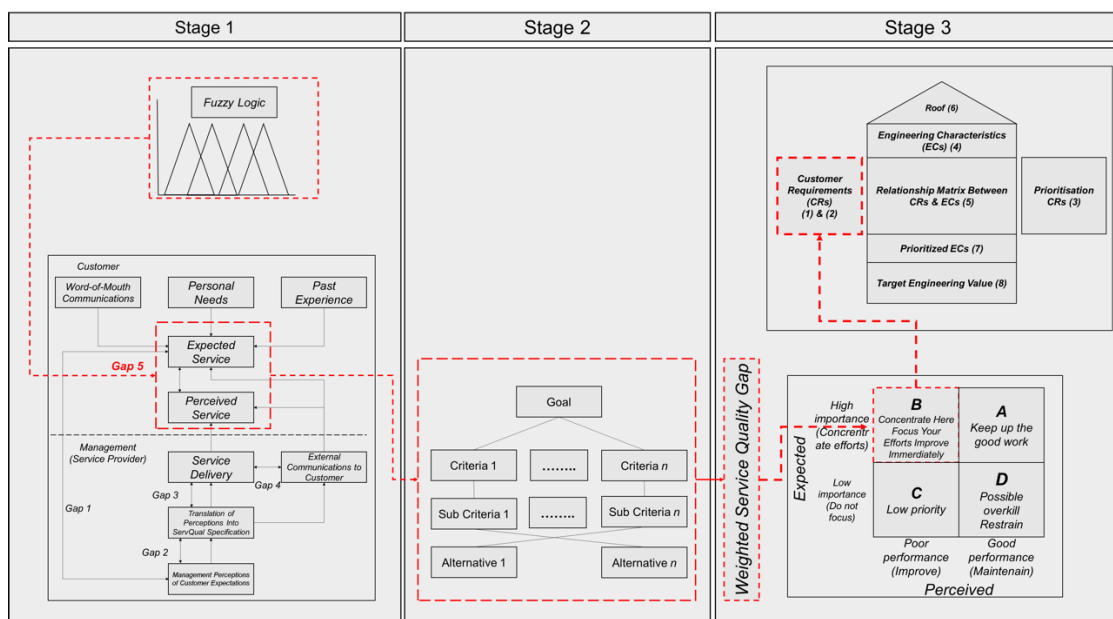 Stage 1
Stage 2
Stage 3
Fuzzy Logic
Customer
Word-of-Mouth
Communications
Personal
Needs
Past
Experience
Gap 5
Expected
Service
Perceived
Service
Management
(Service Provider)
Service
Delivery
External
Communications to
Customer
Gap 4
Gap 3
Gap 1
Translation of
Perceptions Into
ServQual Specification
Gap 2
Management Perceptions
of Customer Expectations
Goal
Criteria 1
........
Criteria n
Sub Criteria 1
........
Sub Criteria n
Alternative 1
Alternative n
Weighted Service Quality Gap
Roof (6)
Engineering Characteristics
(ECs) (4)
Customer
Requirements
(CRs)
(1) & (2)
Relationship Matrix Between
CRs & ECs (5)
Prioritisation
CRs (3)
Prioritized ECs (7)
Target Engineering Value (8)
Expected
High
importance
(Concrentr
ate efforts)
B
Concentrate Here
Focus Your
Efforts Improve
Immediately
A
Keep up the
good work
Low
importance
(Do not
focus)
C
Low priority
D
Possible
overkill
Restrain
Poor
performance
(Improve)
Good
performance
(Maintenain)
Perceived